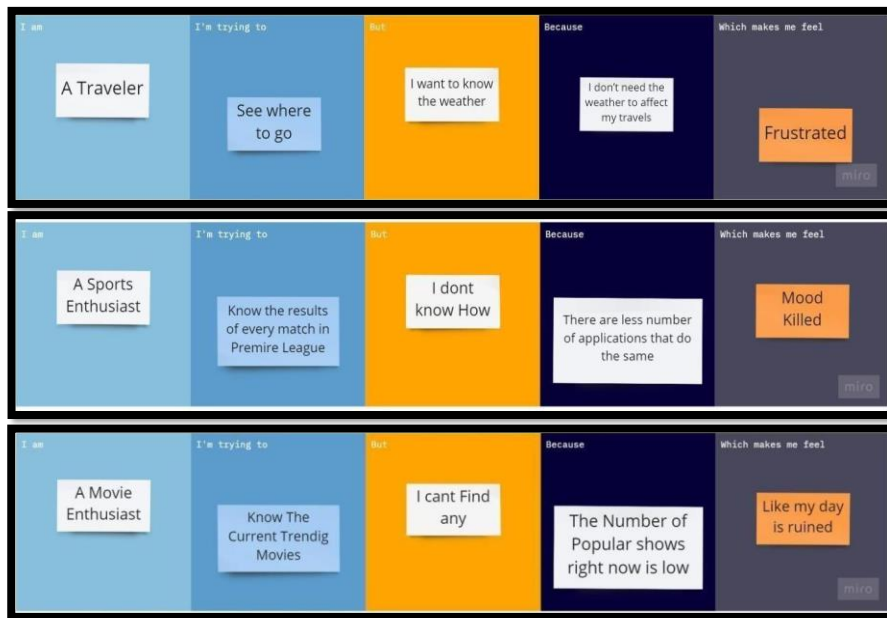 I am
I'm trying to
But
Because
Which makes me feel
A Traveler
See where
to go
I want to know
the weather
I don't need the
weather to affect
my travels
Frustrated
miro
I am
I'm trying to
But
Because
Which makes me feel
A Sports
Enthusiast
Know the results
of every match in
Premire League
I dont
know How
There are less number
of applications that do
the same
Mood
Killed
miro
I am
I'm trying to
But
Because
Which makes me feel
A Movie
Enthusiast
Know The
Current Trendig
Movies
I cant Find
any
The Number of
Popular shows
right now is low
Like my day
is ruined
miro